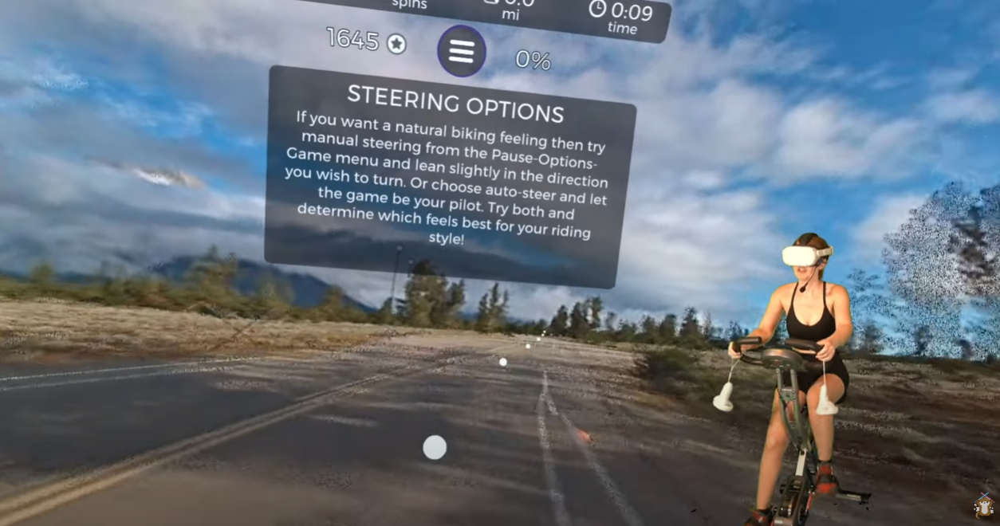 spins
mi
0:09
time
1645
0%
STEERING OPTIONS
If you want a natural biking feeling then try
manual steering from the Pause-Options-
Game menu and lean slightly in the direction
you wish to turn. Or choose auto-steer and let
the game be your pilot. Try both and
determine which feels best for your riding
style!